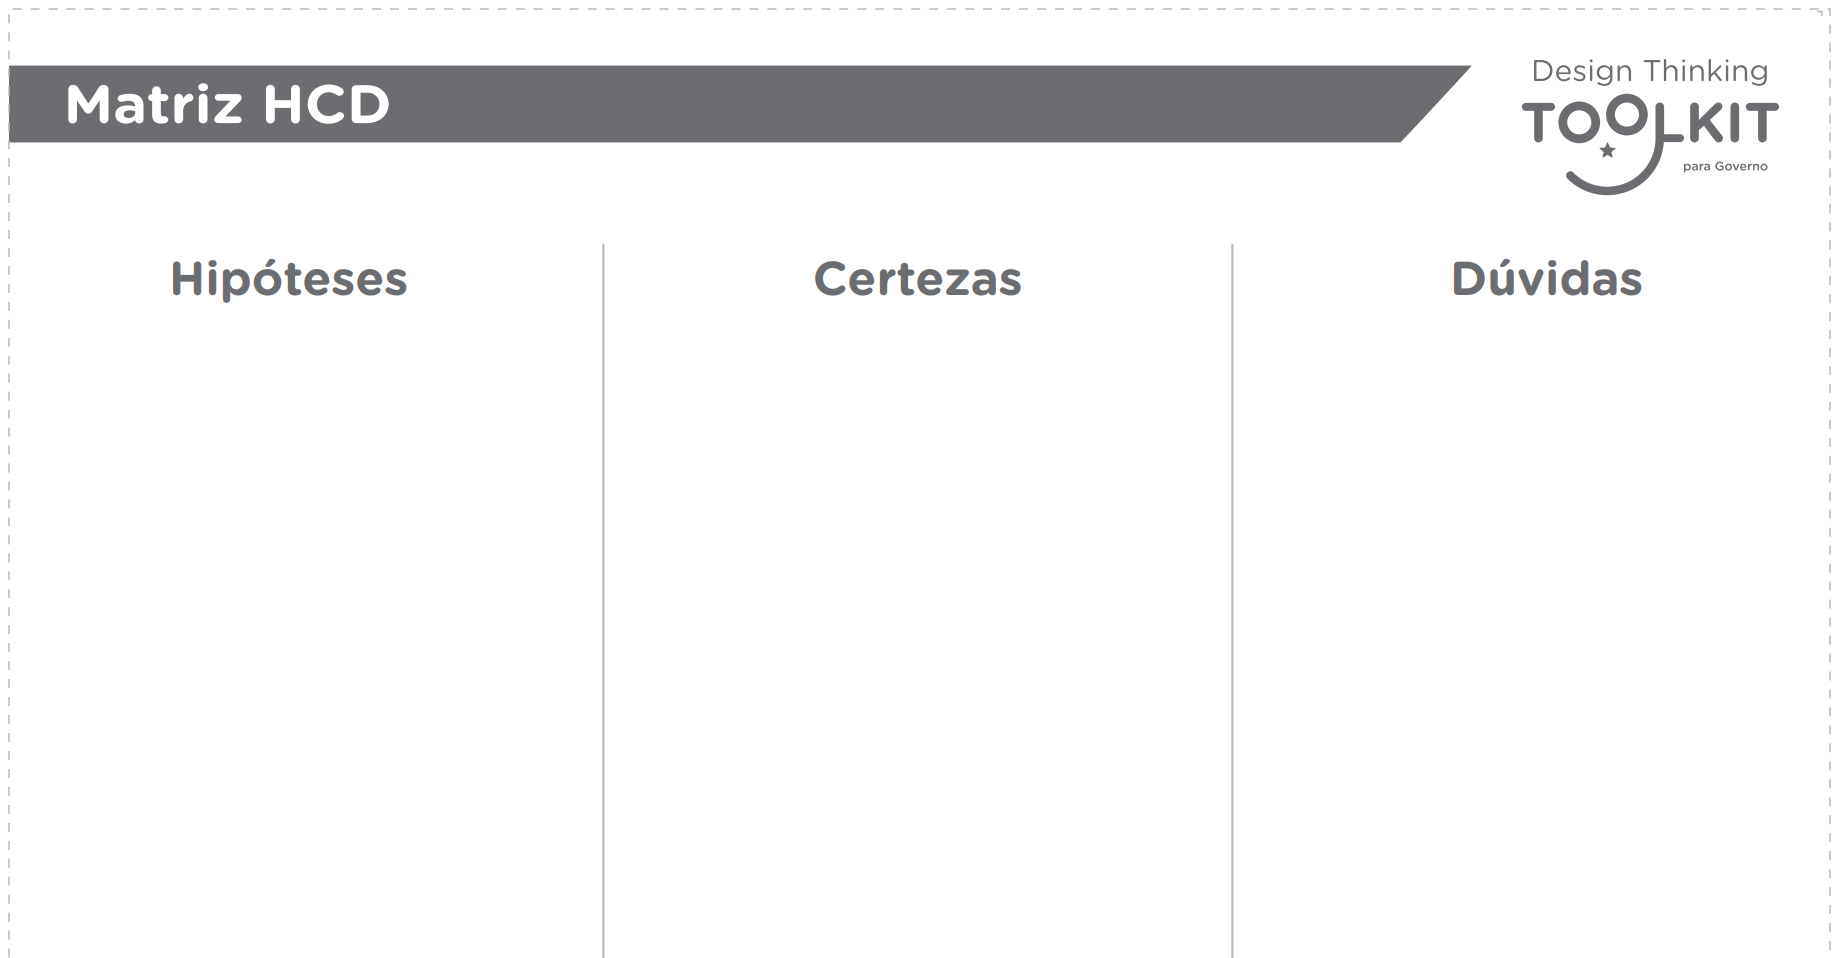 Matriz HCD
Design Thinking
TOOLKIT
para Governo
Hipóteses
Certezas
Dúvidas